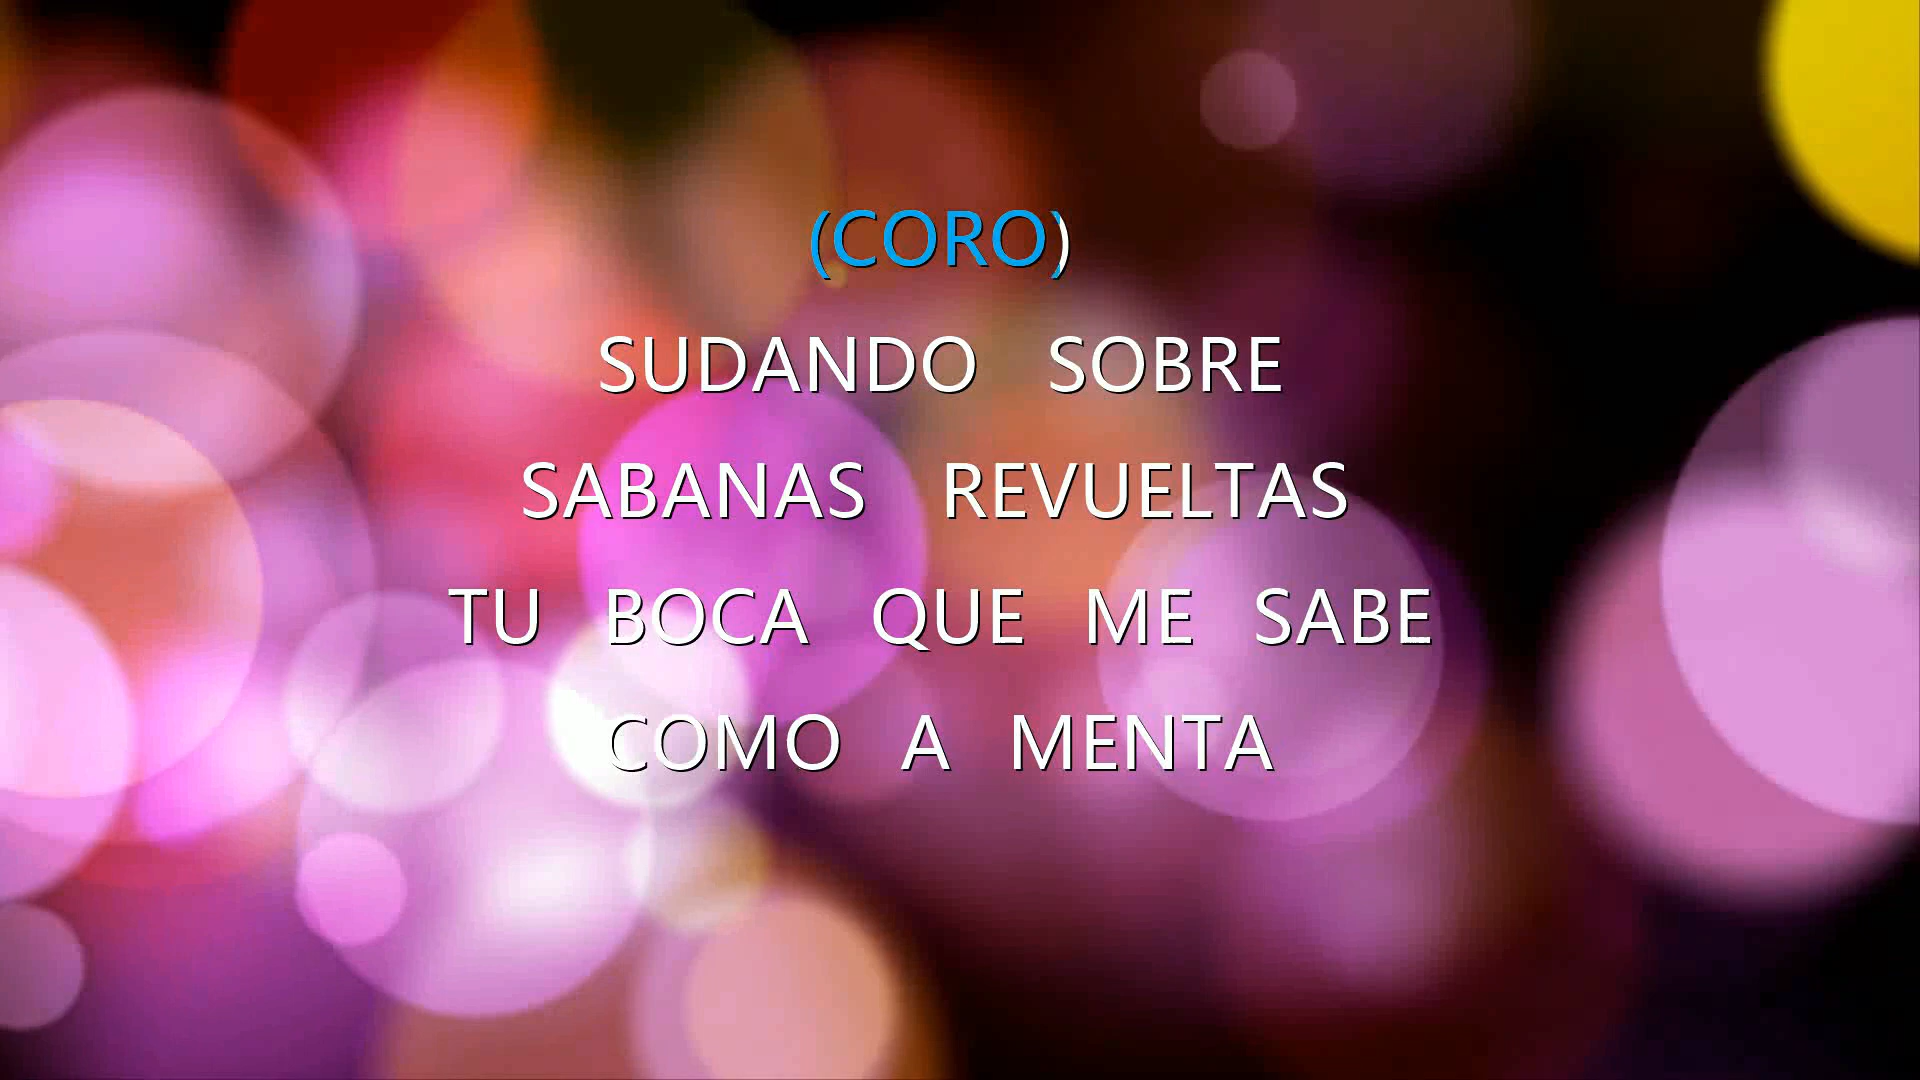 (CORO)
SUDANDO SOBRE
SABANAS REVUELTAS
TU BOCA QUE ME SABE
COMO A MENTA